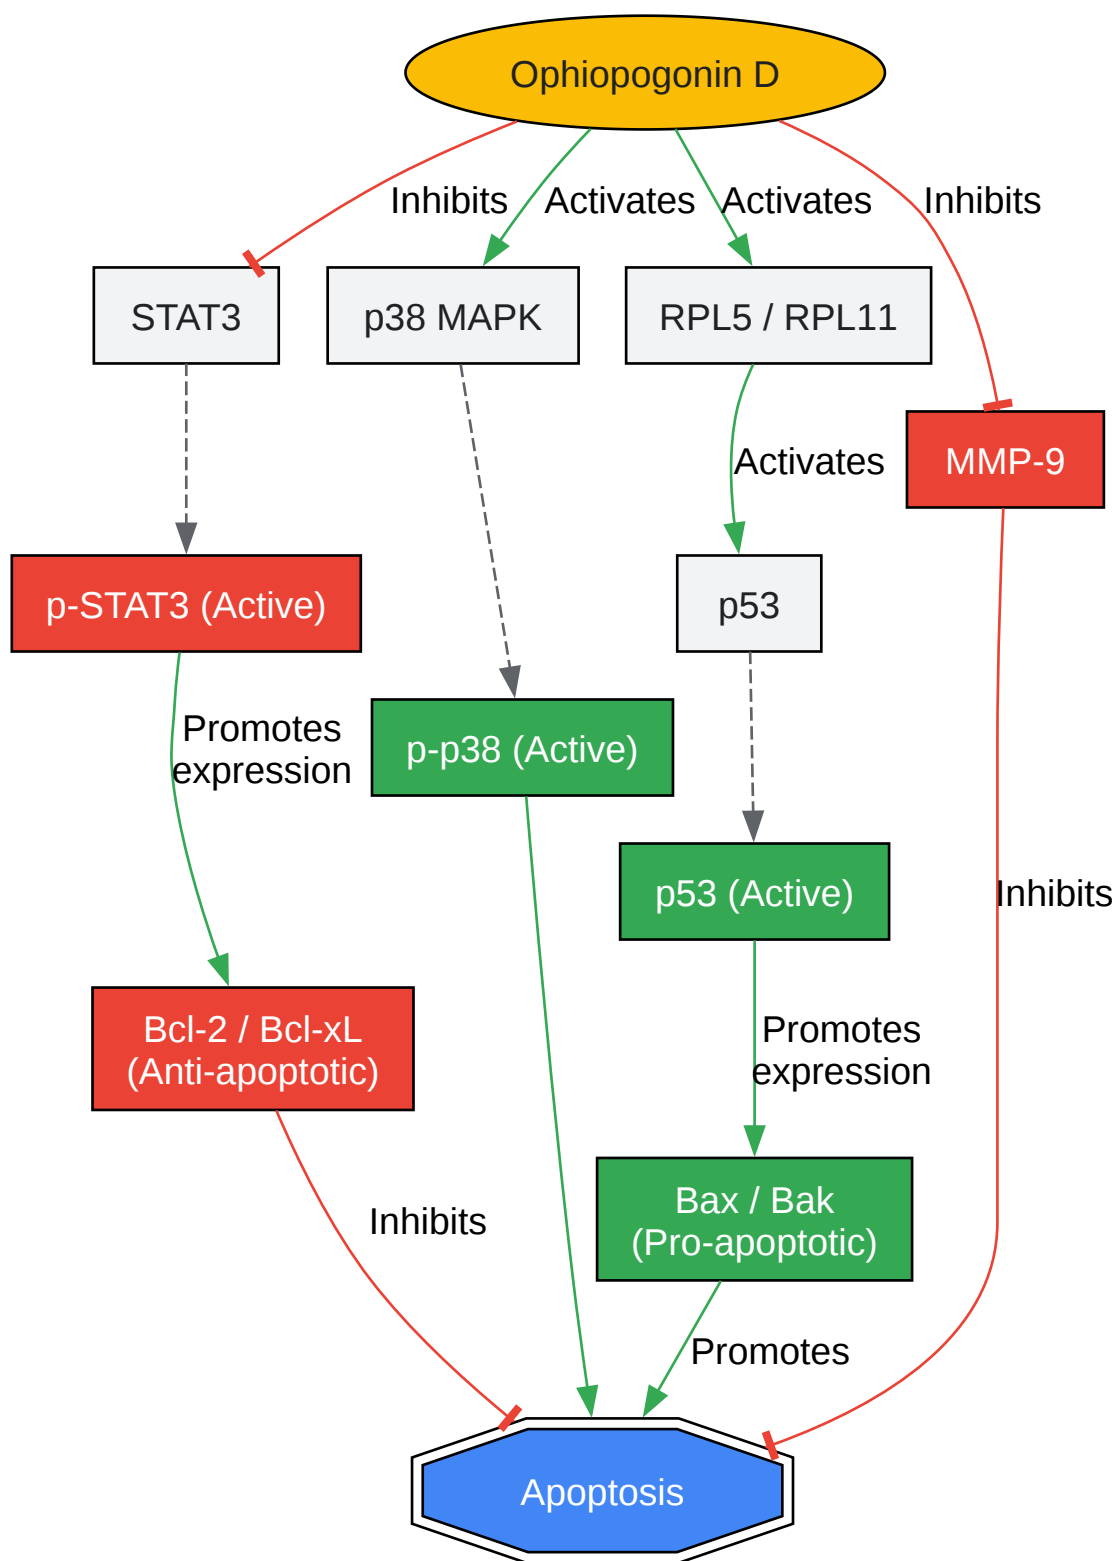 Ophiopogonin D
Inhibits
Activates
Activates
Inhibits
STAT3
p38 MAPK
RPL5 / RPL11
Activates
MMP-9
p-STAT3 (Active)
p53
Promotes
expression
p-p38 (Active)
p53 (Active)
Inhibits
Bcl-2 / Bcl-xL
(Anti-apoptotic)
Promotes
expression
Inhibits
Bax / Bak
(Pro-apoptotic)
Promotes
Apoptosis